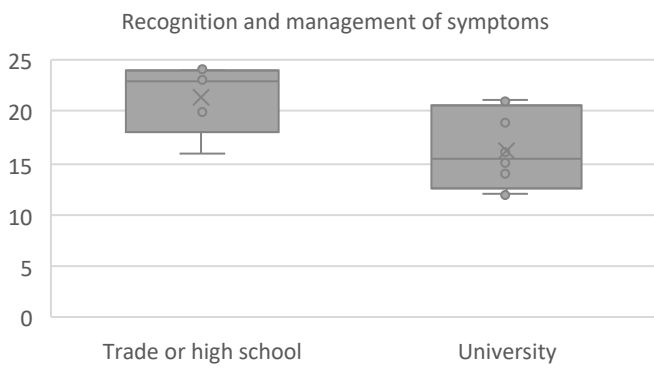 Recognition and management of symptoms
25
20
15
10
5
0
Trade or high school
University